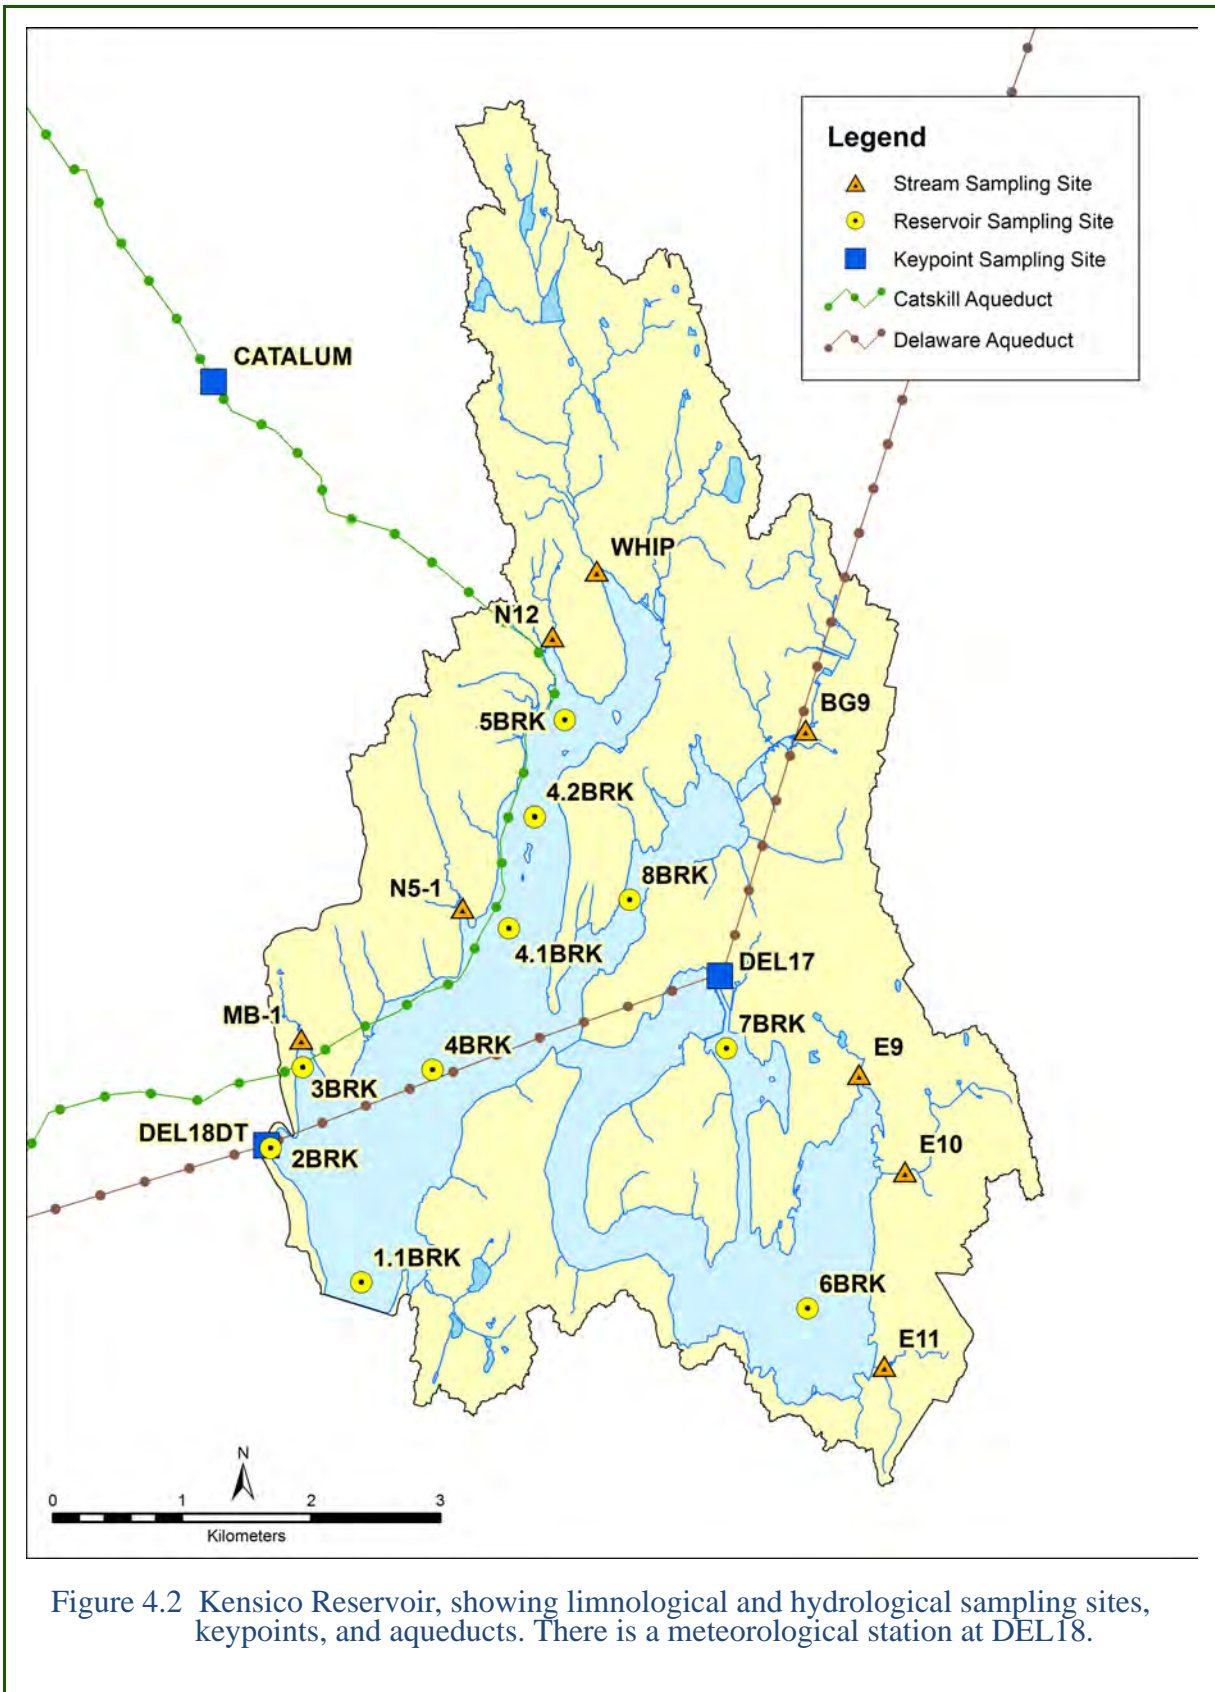 Legend
Stream Sampling Site
Reservoir Sampling Site
Keypoint Sampling Site
Catskill Aqueduct
Delaware Aqueduct
CATALUM
WHIP
N12
BG9
5BRK
4.2BRK
8BRK
N5-1
4.1BRK
DEL17
MB-1
7BRK
4BRK
E9
3BRK
DEL18DT
2BRK
E10
1.1BRK
6BRK
E11
N
0 1 2 3
Kilometers
Figure 4.2 Kensico Reservoir, showing limnological and hydrological sampling sites,
keypoints, and aqueducts. There is a meteorological station at DEL18.